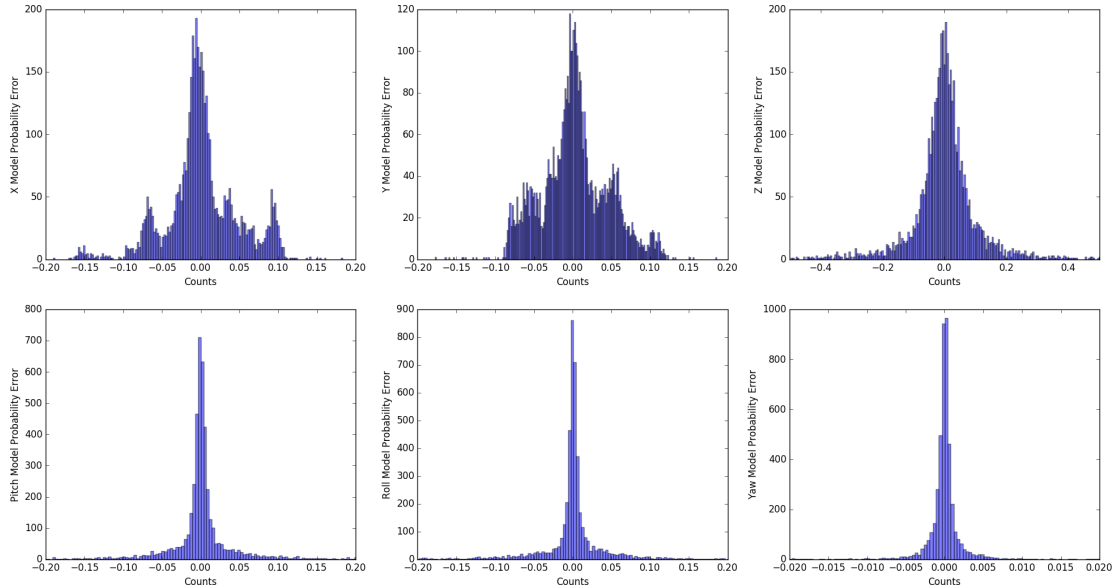 200
150
100
50
0
X Model Probability Error
−0.20 −0.15 −0.10 −0.05 0.00 0.05 0.10 0.15 0.20
Counts
120
100
80
60
40
20
0
Y Model Probability Error
−0.20 −0.15 −0.10 −0.05 0.00 0.05 0.10 0.15 0.20
Counts
200
150
100
50
0
Z Model Probability Error
−0.4 −0.2 0.0 0.2 0.4
Counts
800
700
600
500
400
300
200
100
0
Pitch Model Probability Error
−0.20 −0.15 −0.10 −0.05 0.00 0.05 0.10 0.15 0.20
Counts
900
800
700
600
500
400
300
200
100
0
Roll Model Probability Error
−0.20 −0.15 −0.10 −0.05 0.00 0.05 0.10 0.15 0.20
Counts
1000
800
600
400
200
0
Yaw Model Probability Error
−0.020 −0.015 −0.010 −0.005 0.000 0.005 0.010 0.015 0.020
Counts